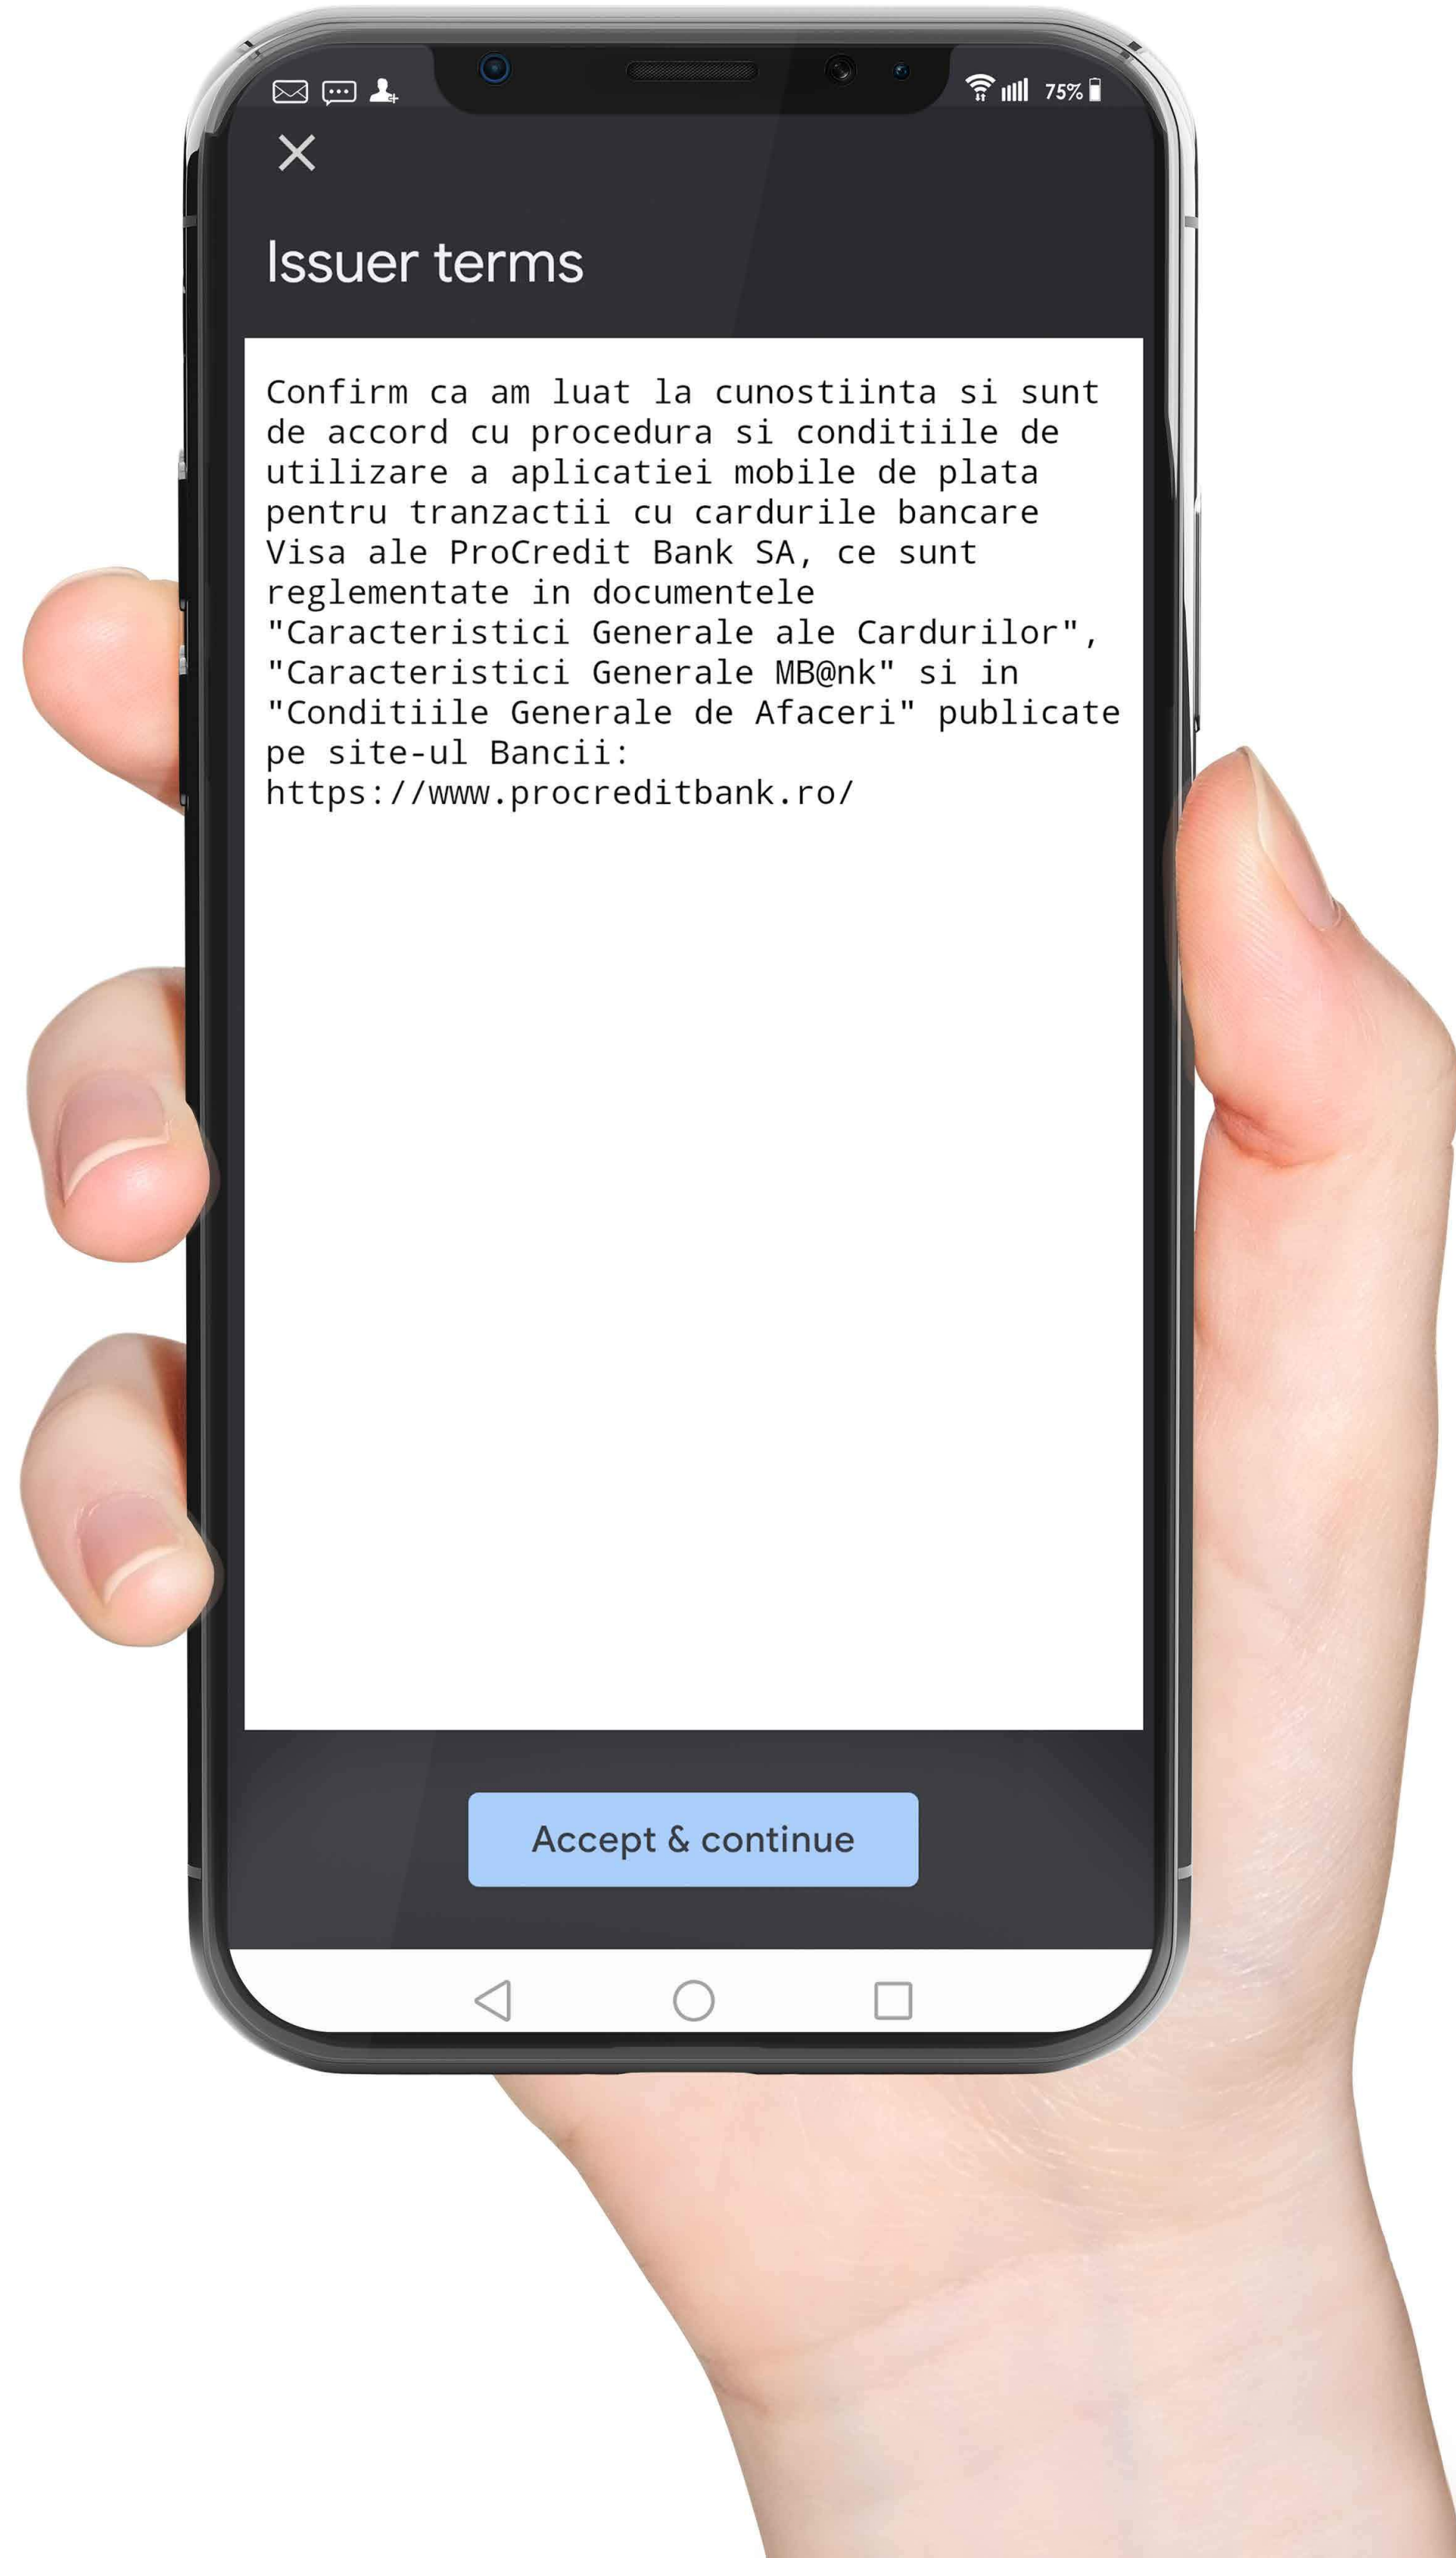 75%
Issuer terms
Confirm ca am luat la cunostiinta si sunt
de accord cu procedura si conditiile de
utilizare a aplicatiei mobile de plata
pentru tranzactii cu cardurile bancare
Visa ale ProCredit Bank SA, ce sunt
reglementate in documentele
"Caracteristici Generale ale Cardurilor",
"Caracteristici Generale MB@nk" si in
"Conditiile Generale de Afaceri" publicate
pe site-ul Bancii:
https://www.procreditbank.ro/
Accept & continue